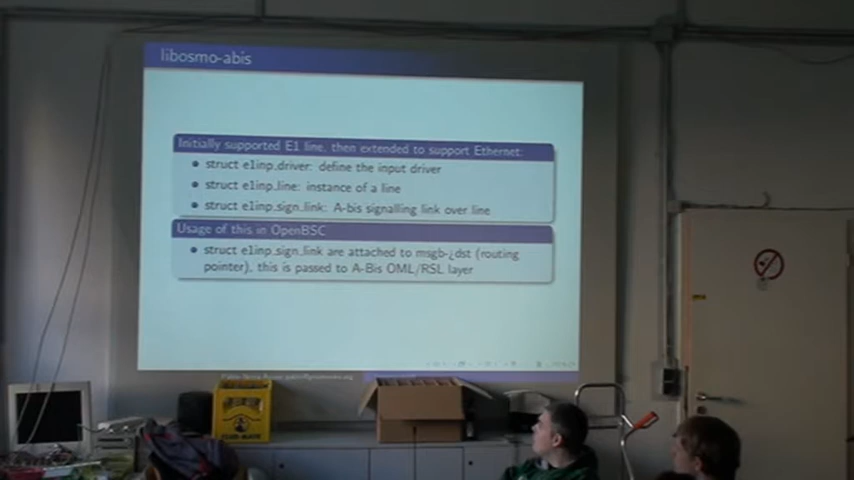 libosmo-abis
Initially supported E1 line, then extended to support Ethernet:
struct e1inp_driver: define the input driver
struct e1inp_line: instance of a line
struct e1inp_sign_link: A-bis signalling link over line
Usage of this in OpenBSC
struct e1inp_sign_link are attached to msgb-¿dst (routing
pointer), this is passed to A-Bis OML/RSL layer
CLUB-MATE